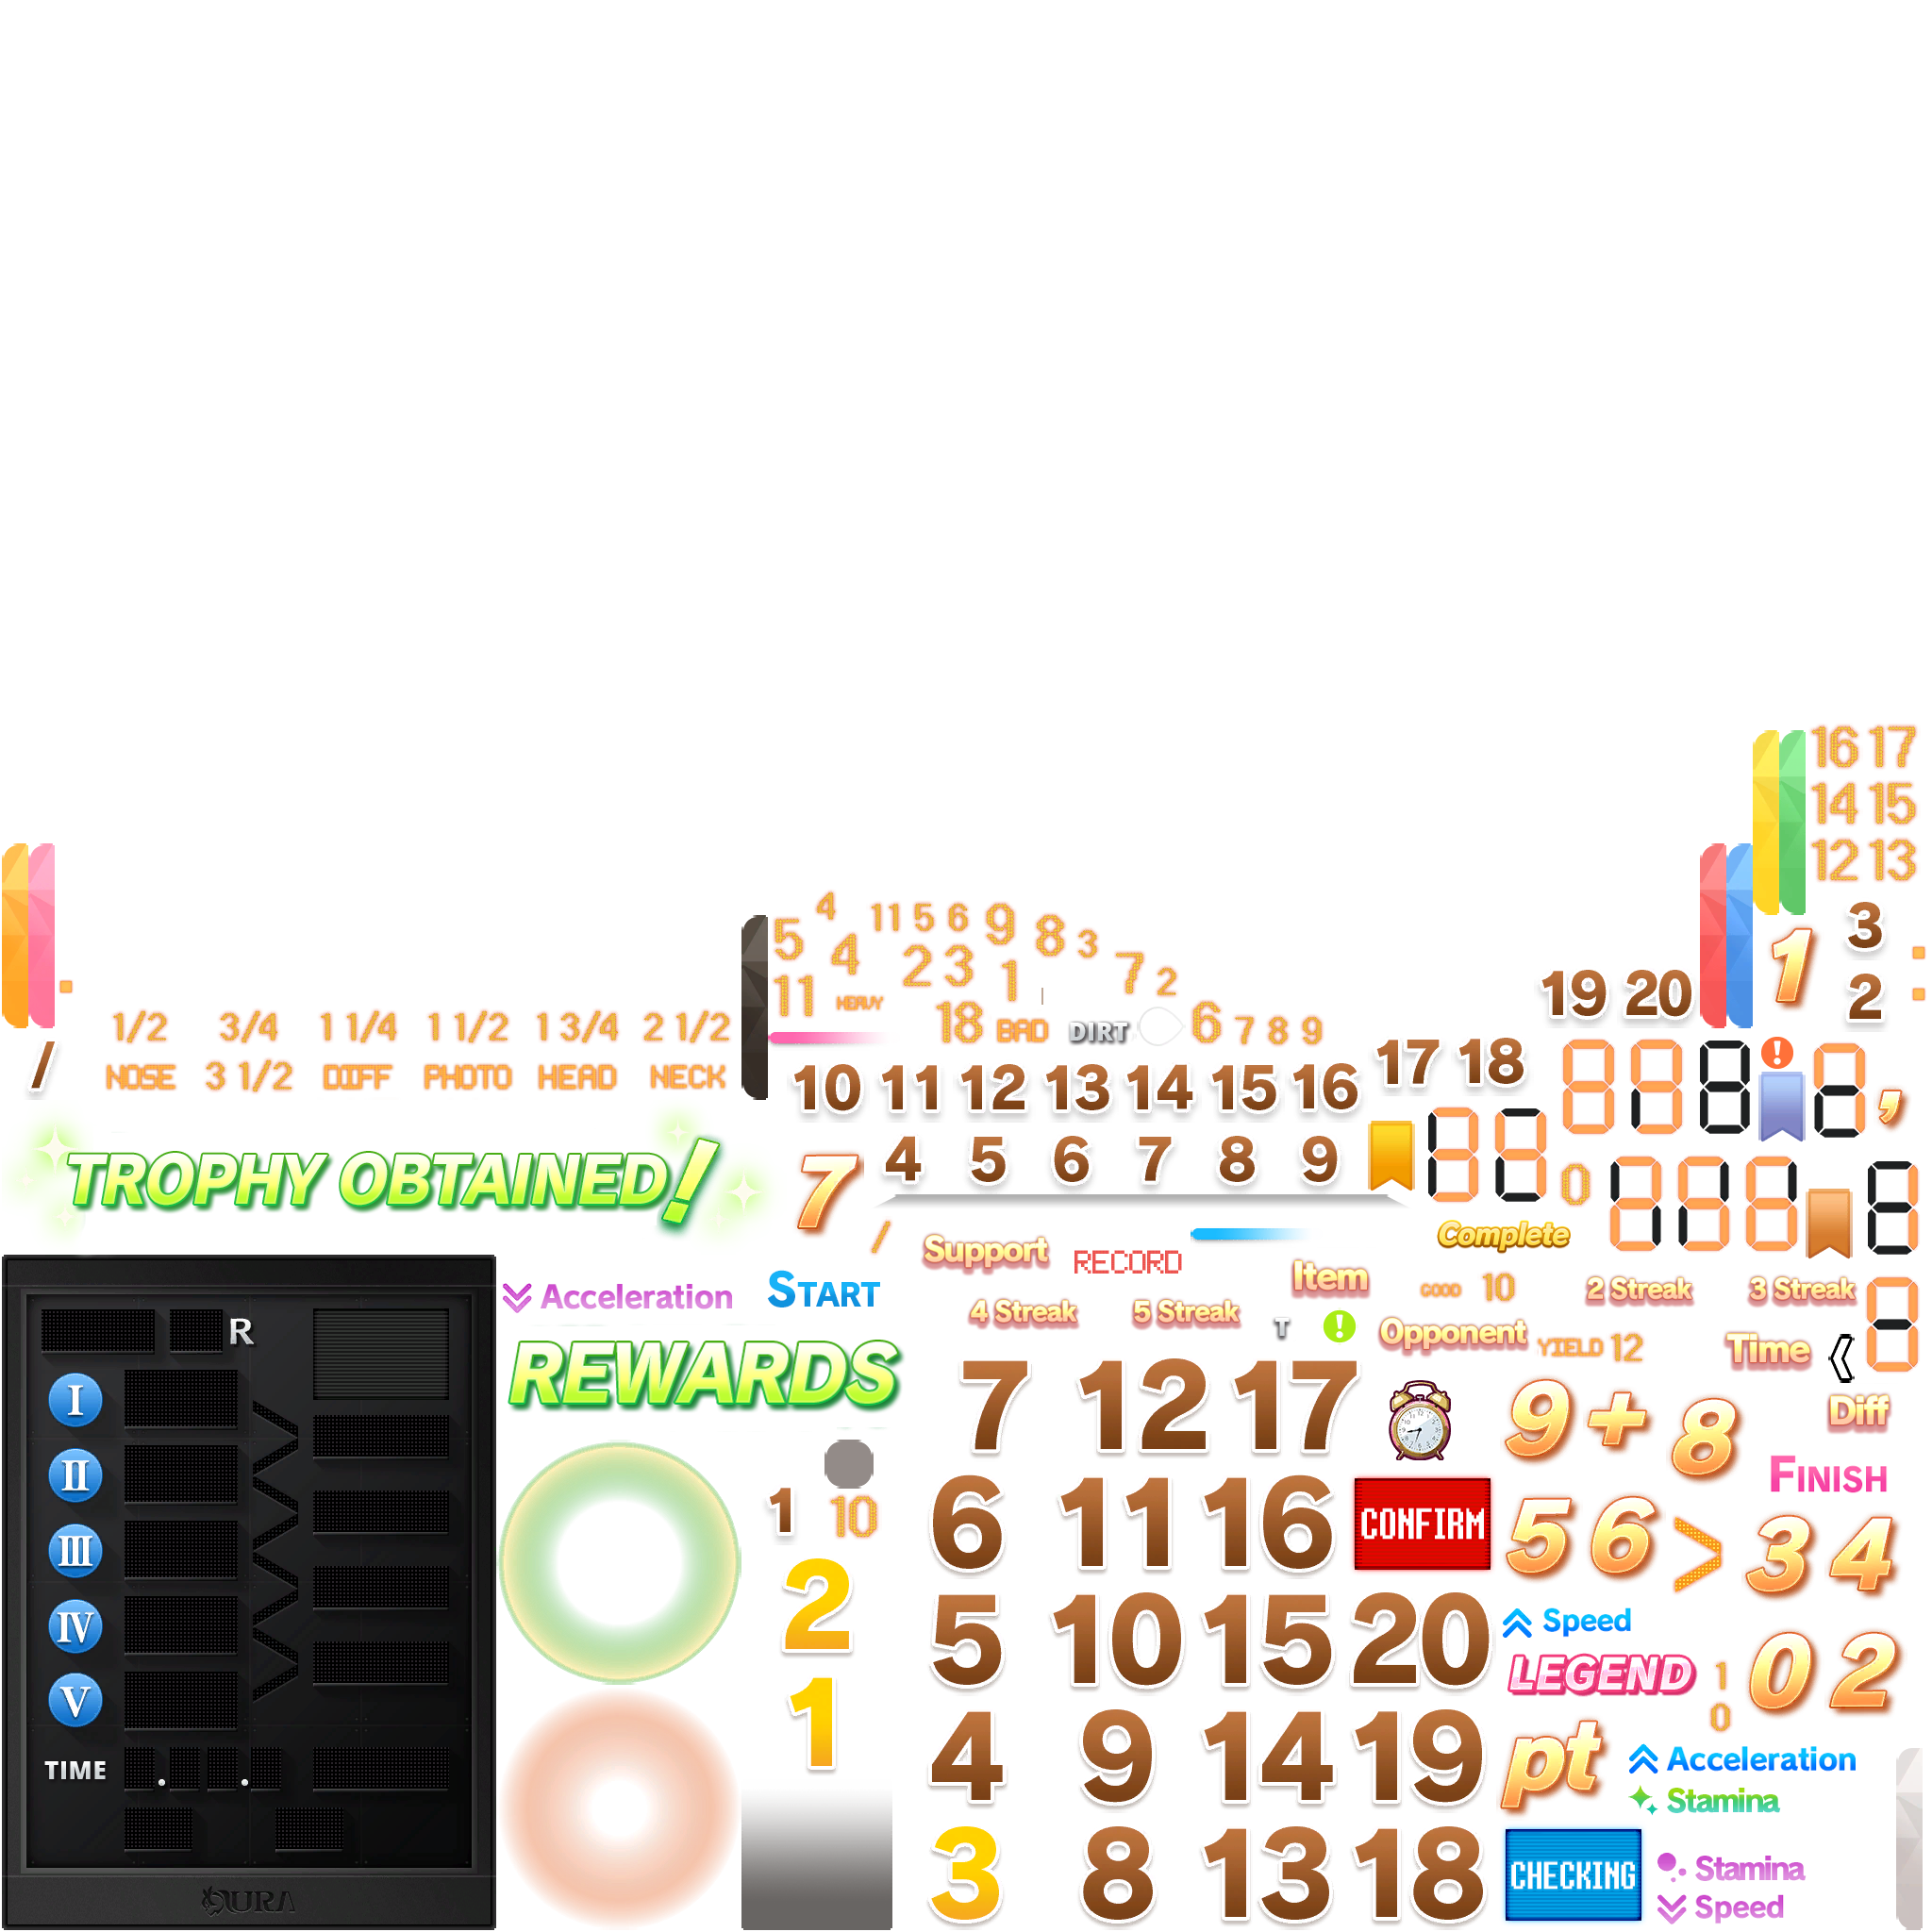 16 17
14 15
12 13
3
1
2
:
19 20
4
11 5 6 9 8 3
5 4 2 3 1 7 2
11 HEAVY
18 BAD DIRT 6 7 8 9
.
1/2 3/4 1 1/4 1 1/2 1 3/4 2 1/2
/ NOSE 3 1/2 DIFF PHOTO HEAD NECK
10 11 12 13 14 15 16 17 18
!
,
4 5 6 7 8 9
7
0
TROPHY OBTAINED!
/
Complete
Support RECORD
Item
Acceleration START
GOOD 10 2 Streak 3 Streak
4 Streak 5 Streak T !
Opponent YIELD 12 Time
R
REWARDS
7 12 17
9 + 8
Diff
FINISH
I
II
III
IV
V
1 10
6 11 16 CONFIRM
5 6 > 3 4
2
5 10 15 20
Speed
LEGEND
1
0
0 2
1
4 9 14 19
pt
Acceleration
Stamina
TIME
3 8 13 18
CHECKING
Stamina
Speed
URA